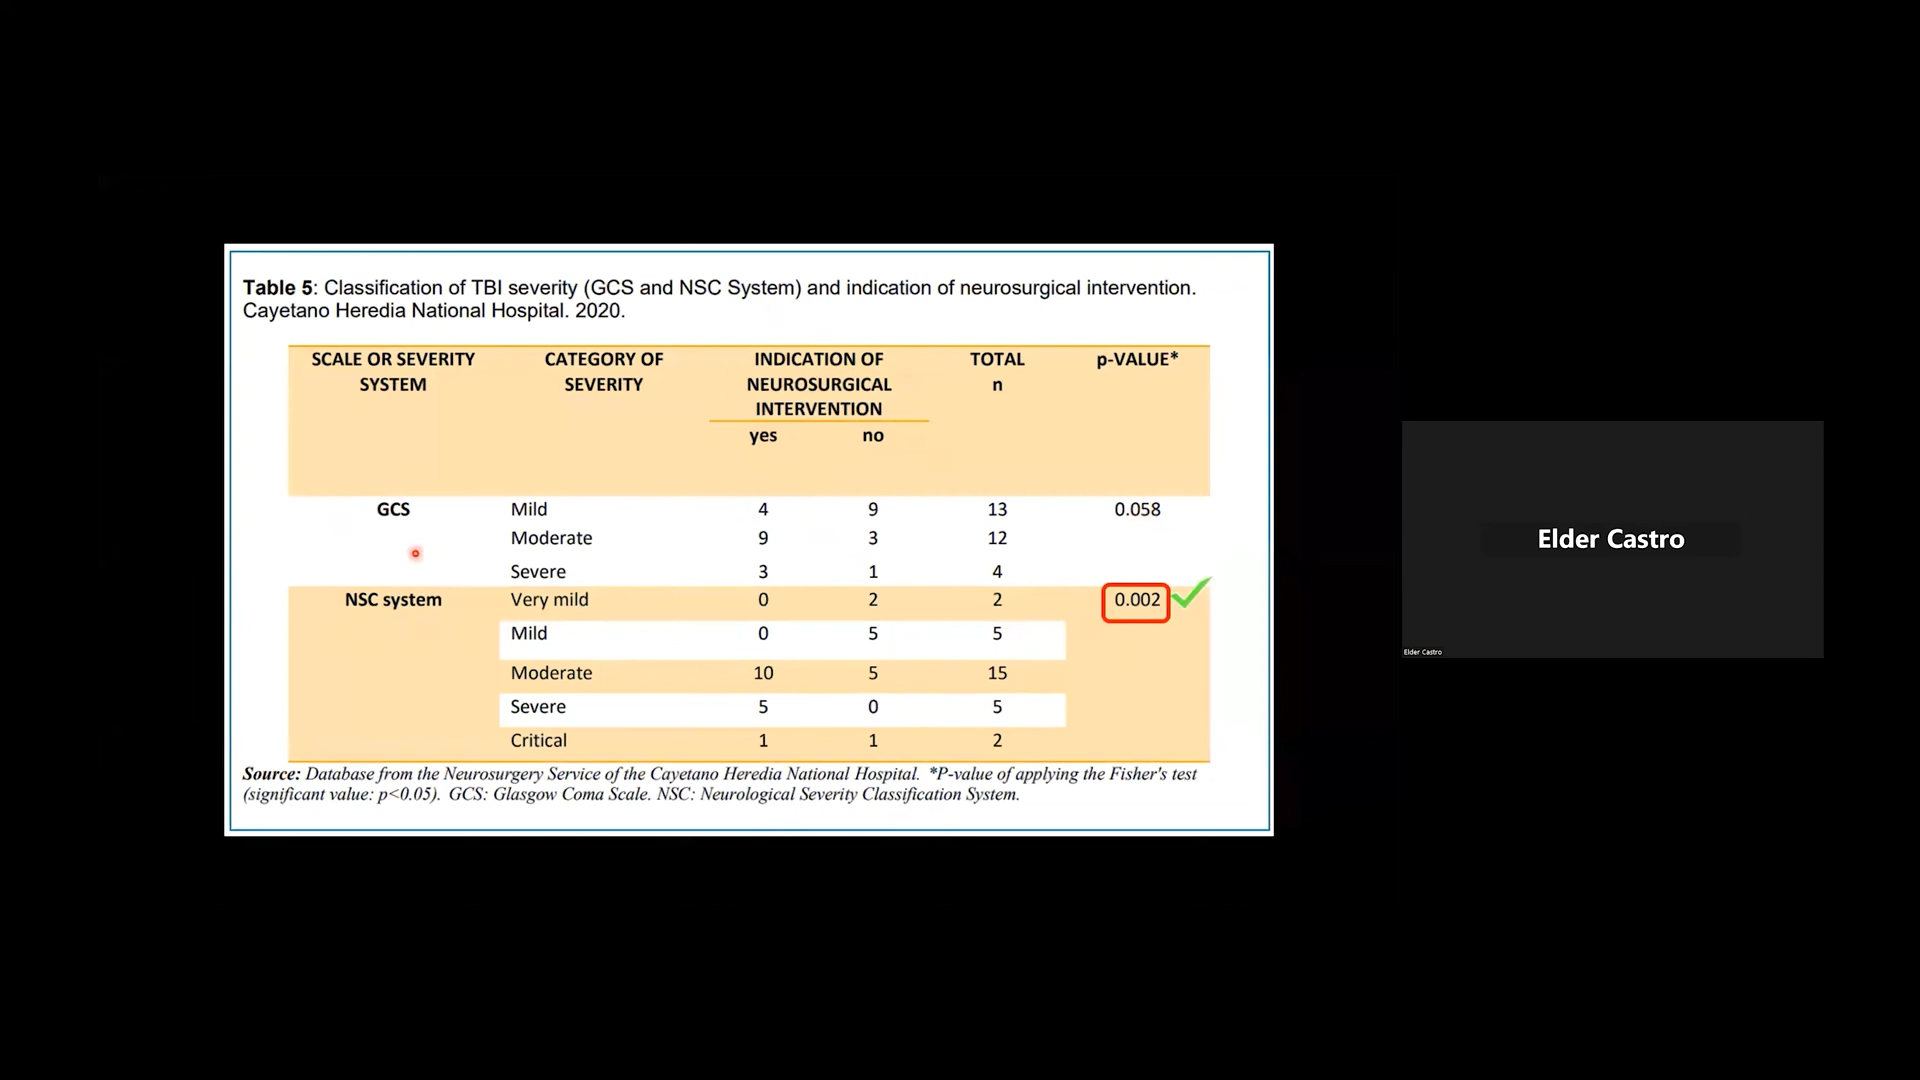 Table 5: Classification of TBI severity (GCS and NSC System) and indication of neurosurgical intervention.
Cayetano Heredia National Hospital. 2020.
SCALE OR SEVERITY SYSTEM
CATEGORY OF SEVERITY
INDICATION OF NEUROSURGICAL INTERVENTION
TOTAL n
p-VALUE*
yes no
GCS Mild 4 9 13 0.058
Moderate 9 3 12
Severe 3 1 4
NSC system Very mild 0 2 2 0.002
Mild 0 5 5
Moderate 10 5 15
Severe 5 0 5
Critical 1 1 2
Source: Database from the Neurosurgery Service of the Cayetano Heredia National Hospital. *P-value of applying the Fisher's test
(significant value: p<0.05). GCS: Glasgow Coma Scale. NSC: Neurological Severity Classification System.
Elder Castro
Elder Castro